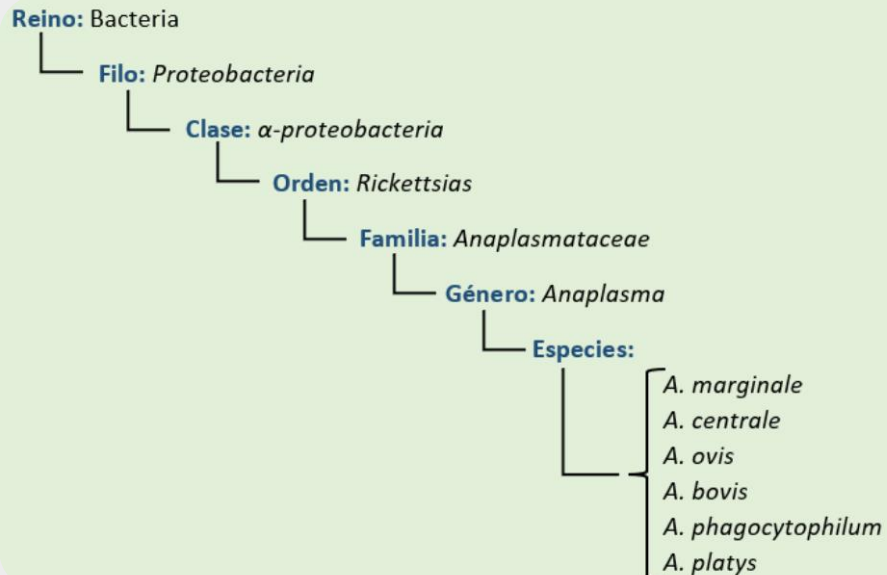 Reino: Bacteria
Filo: Proteobacteria
Clase: α-proteobacteria
Orden: Rickettsias
Familia: Anaplasmataceae
Género: Anaplasma
Especies:
A. marginale
A. centrale
A. ovis
A. bovis
A. phagocytophilum
A. platys